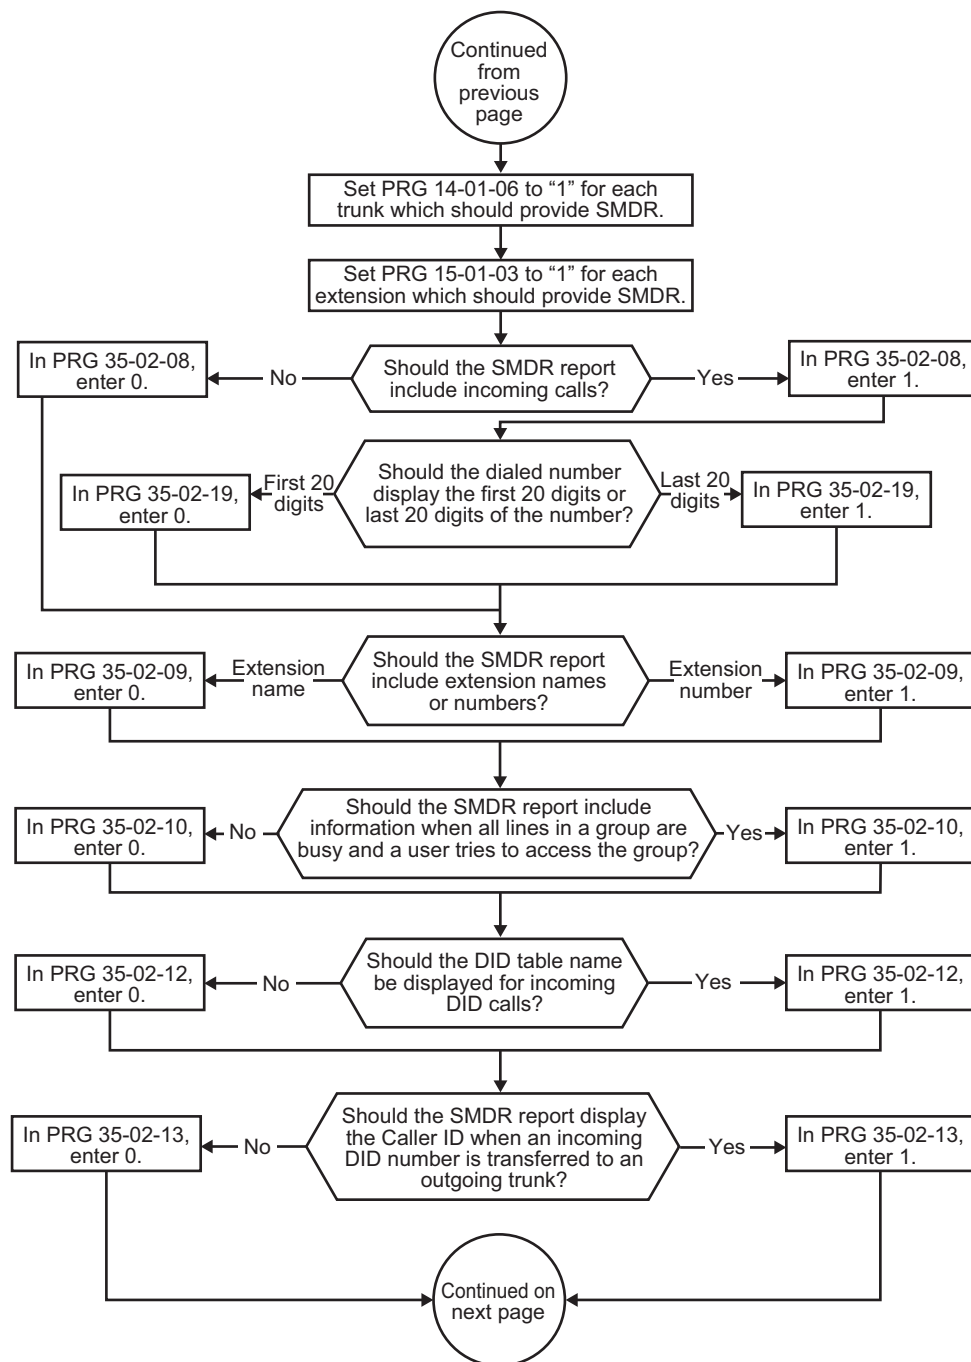 Continued
from
previous
page
Set PRG 14-01-06 to “1” for each
trunk which should provide SMDR.
Set PRG 15-01-03 to “1” for each
extension which should provide SMDR.
In PRG 35-02-08,
enter 0.
No
Should the SMDR report
include incoming calls?
Yes
In PRG 35-02-08,
enter 1.
In PRG 35-02-19,
enter 0.
First 20
digits
Should the dialed number
display the first 20 digits or
last 20 digits of the number?
Last 20
digits
In PRG 35-02-19,
enter 1.
In PRG 35-02-09,
enter 0.
Extension
name
Should the SMDR report
include extension names
or numbers?
Extension
number
In PRG 35-02-09,
enter 1.
In PRG 35-02-10,
enter 0.
No
Should the SMDR report include
information when all lines in a group are
busy and a user tries to access the group?
Yes
In PRG 35-02-10,
enter 1.
In PRG 35-02-12,
enter 0.
No
Should the DID table name
be displayed for incoming
DID calls?
Yes
In PRG 35-02-12,
enter 1.
In PRG 35-02-13,
enter 0.
No
Should the SMDR report display
the Caller ID when an incoming
DID number is transferred to an
outgoing trunk?
Yes
In PRG 35-02-13,
enter 1.
Continued on
next page